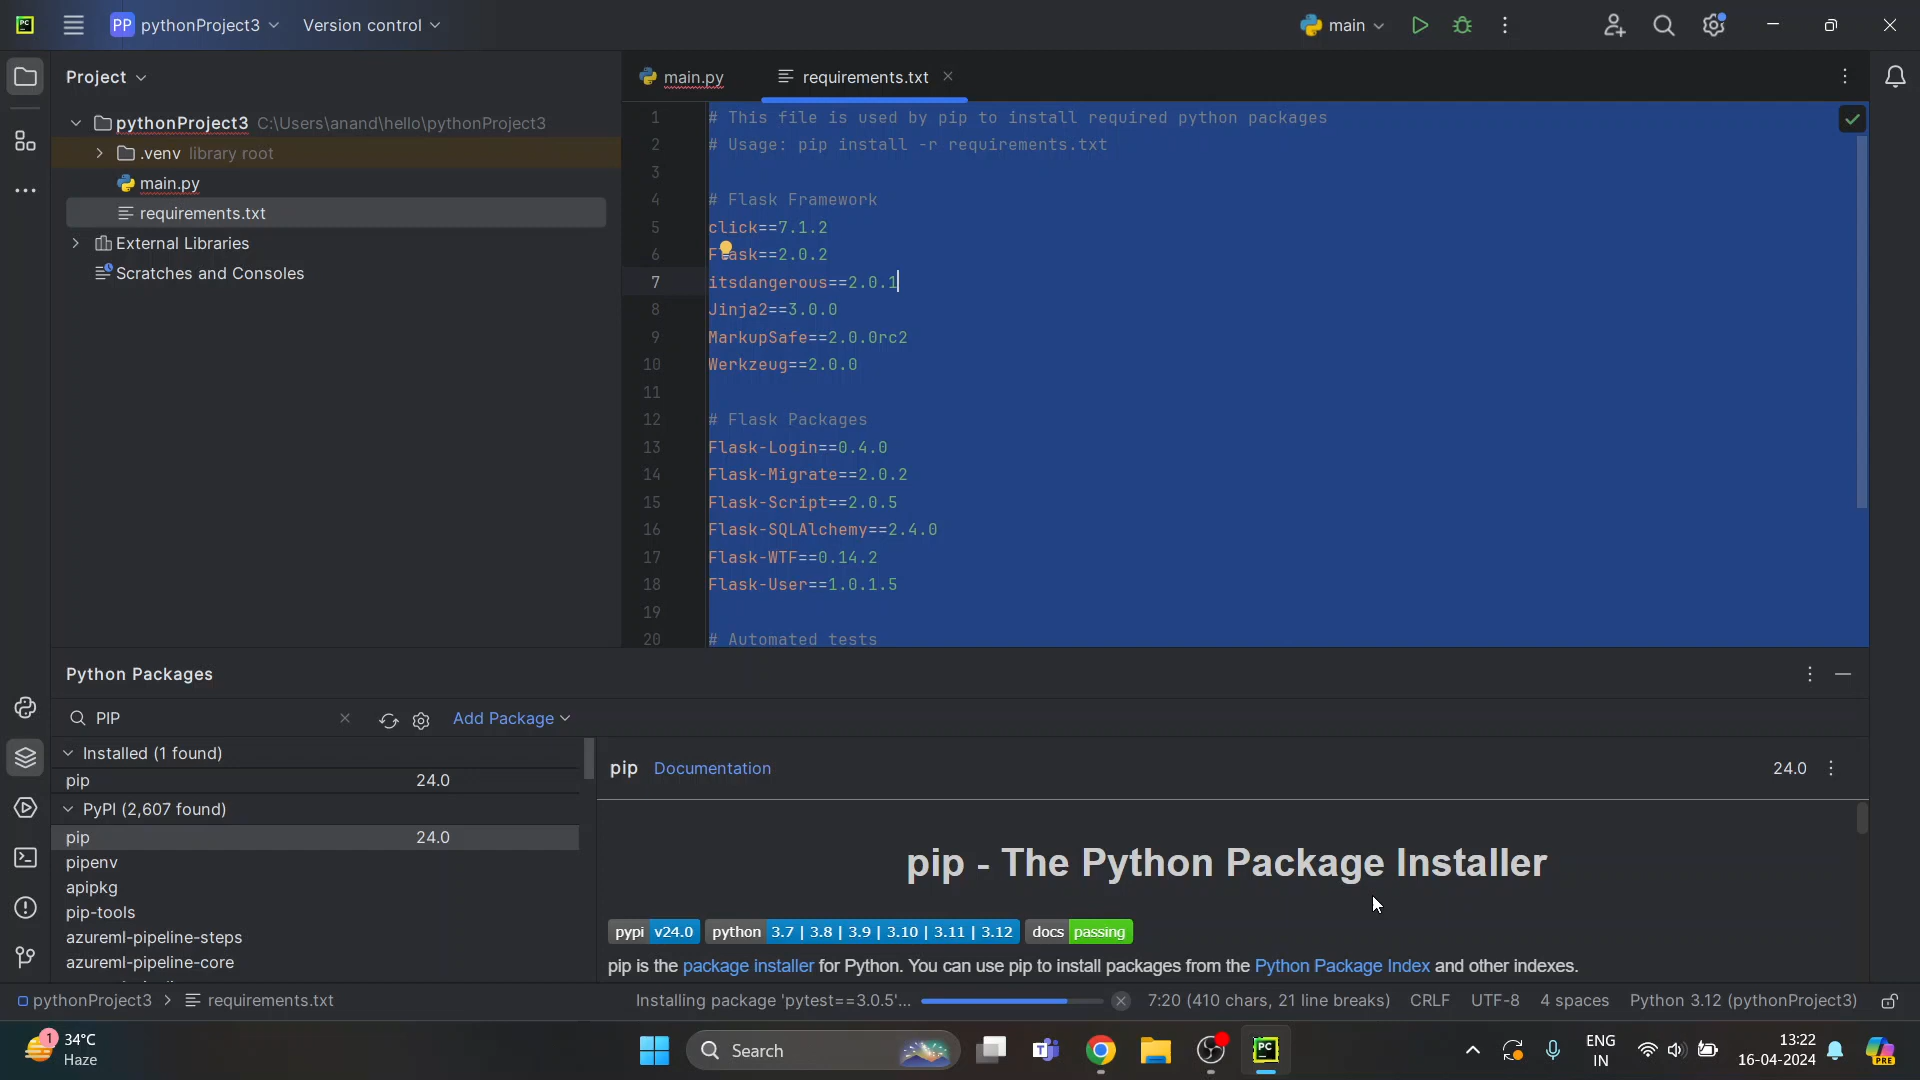 PC
PP pythonProject3
Version control
main
Project
main.py
requirements.txt
pythonProject3 C:\Users\anand\hello\pythonProject3
.venv library root
main.py
requirements.txt
External Libraries
Scratches and Consoles
1 # This file is used by pip to install required python packages
2 # Usage: pip install -r requirements.txt
3
4 # Flask Framework
5 click==7.1.2
6 Flask==2.0.2
7 itsdangerous==2.0.1
8 Jinja2==3.0.0
9 MarkupSafe==2.0.0rc2
10 Werkzeug==2.0.0
11
12 # Flask Packages
13 Flask-Login==0.4.0
14 Flask-Migrate==2.0.2
15 Flask-Script==2.0.5
16 Flask-SQLAlchemy==2.4.0
17 Flask-WTF==0.14.2
18 Flask-User==1.0.1.5
19
20 # Automated tests
Python Packages
PIP
Add Package
Installed (1 found)
pip 24.0
PyPI (2,607 found)
pip 24.0
pipenv
apipkg
pip-tools
azureml-pipeline-steps
azureml-pipeline-core
pip Documentation 24.0
pip - The Python Package Installer
pypi v24.0 python 3.7 | 3.8 | 3.9 | 3.10 | 3.11 | 3.12 docs passing
pip is the package installer for Python. You can use pip to install packages from the Python Package Index and other indexes.
pythonProject3 > requirements.txt
Installing package 'pytest==3.0.5'...
7:20 (410 chars, 21 line breaks) CRLF UTF-8 4 spaces Python 3.12 (pythonProject3)
1
34°C
Haze
Search
PC
ENG
IN
13:22
16-04-2024
PRE